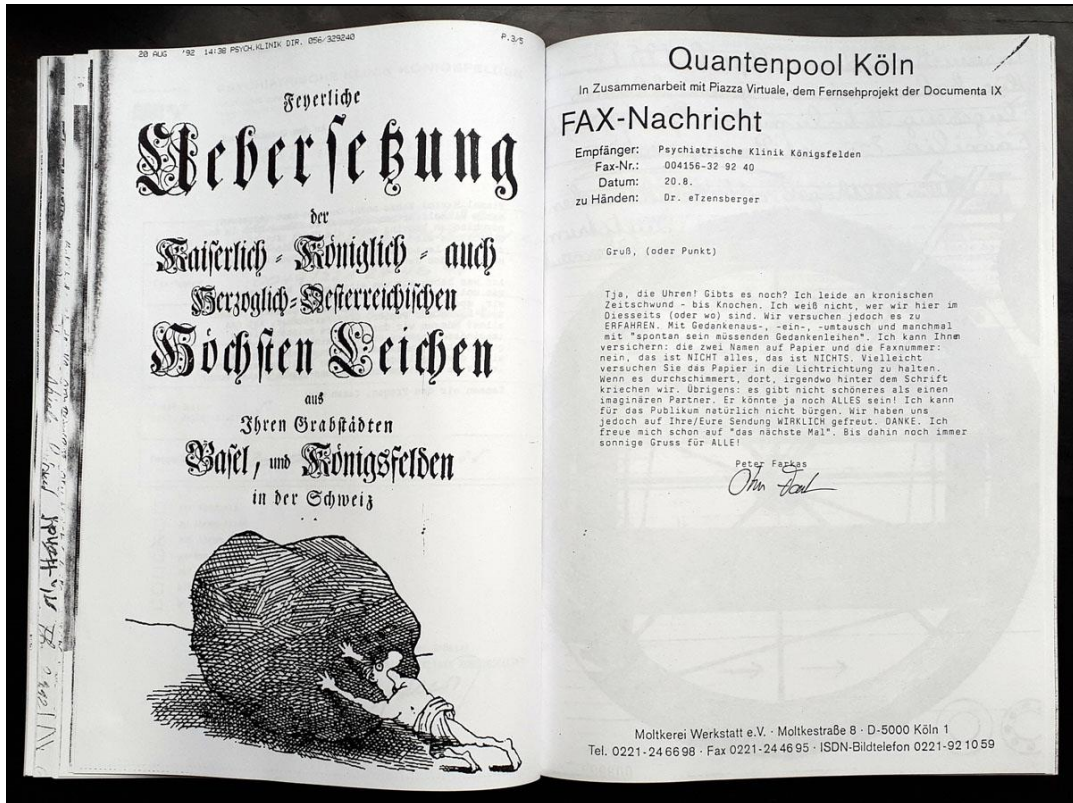 20 AUG '92 14:38 PSYCH.KLINIK DIR. 056/329240 P.3/5
Feyerliche
Uebersetzung
der
Kaiserlich - Königlich - auch
Herzoglich-Oesterreichischen
Höchsten Leichen
aus
Ihren Grabstädten
Basel, und Königsfelden
in der Schweiz
Quantenpool Köln
In Zusammenarbeit mit Piazza Virtuale, dem Fernsehprojekt der Documenta IX
FAX-Nachricht
Empfänger: Psychiatrische Klinik Königsfelden
Fax-Nr.: 004156-32 92 40
Datum: 20.8.
zu Händen: Dr. eTzensberger
Gruß, (oder Punkt)
Tja, die Uhren! Gibts es noch? Ich leide an kronischen
Zeitschwund - bis Knochen. Ich weiß nicht, wer wir hier im
Diesseits (oder wo) sind. Wir versuchen jedoch es zu
ERFAHREN. Mit Gedankenaus-, -ein-, -umtausch und manchmal
mit "spontan sein müssenden Gedankenleihen". Ich kann Ihnen
versichern: die zwei Namen auf Papier und die Faxnummer:
nein, das ist NICHT alles, das ist NICHTS. Vielleicht
versuchen Sie das Papier in die Lichtrichtung zu halten.
Wenn es durchschimmert, dort, irgendwo hinter dem Schrift
kriechen wir. Übrigens: es gibt nicht schöneres als einen
imaginären Partner. Er könnte ja noch ALLES sein! Ich kann
für das Publikum natürlich nicht bürgen. Wir haben uns
jedoch auf Ihre/Eure Sendung WIRKLICH gefreut. DANKE. Ich
freue mich schon auf "das nächste Mal". Bis dahin noch immer
sonnige Gruss für ALLE!
Peter Farkas
Moltkerei Werkstatt e.V. · Moltkestraße 8 · D-5000 Köln 1
Tel. 0221-24 66 98 · Fax 0221-24 46 95 · ISDN-Bildtelefon 0221-92 10 59